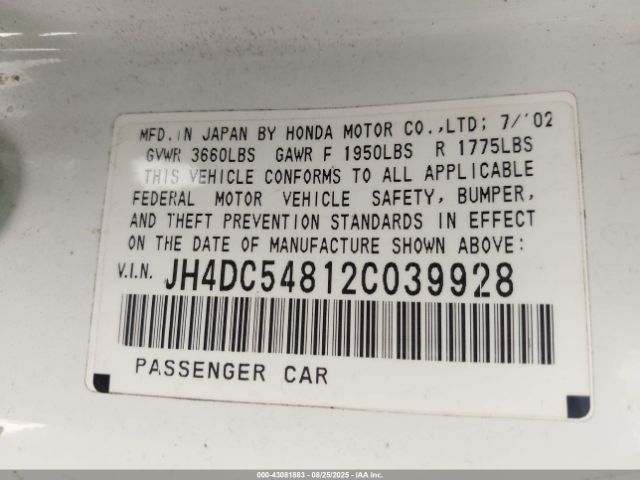 MFD. IN JAPAN BY HONDA MOTOR CO.,LTD; 7/'02
GVWR 3660LBS GAWR F 1950LBS R 1775LBS
THIS VEHICLE CONFORMS TO ALL APPLICABLE
FEDERAL MOTOR VEHICLE SAFETY, BUMPER,
AND THEFT PREVENTION STANDARDS IN EFFECT
ON THE DATE OF MANUFACTURE SHOWN ABOVE:
V.I.N. JH4DC54812C039928
PASSENGER CAR
000-43081883 - 08/25/2025 - IAAI Inc.